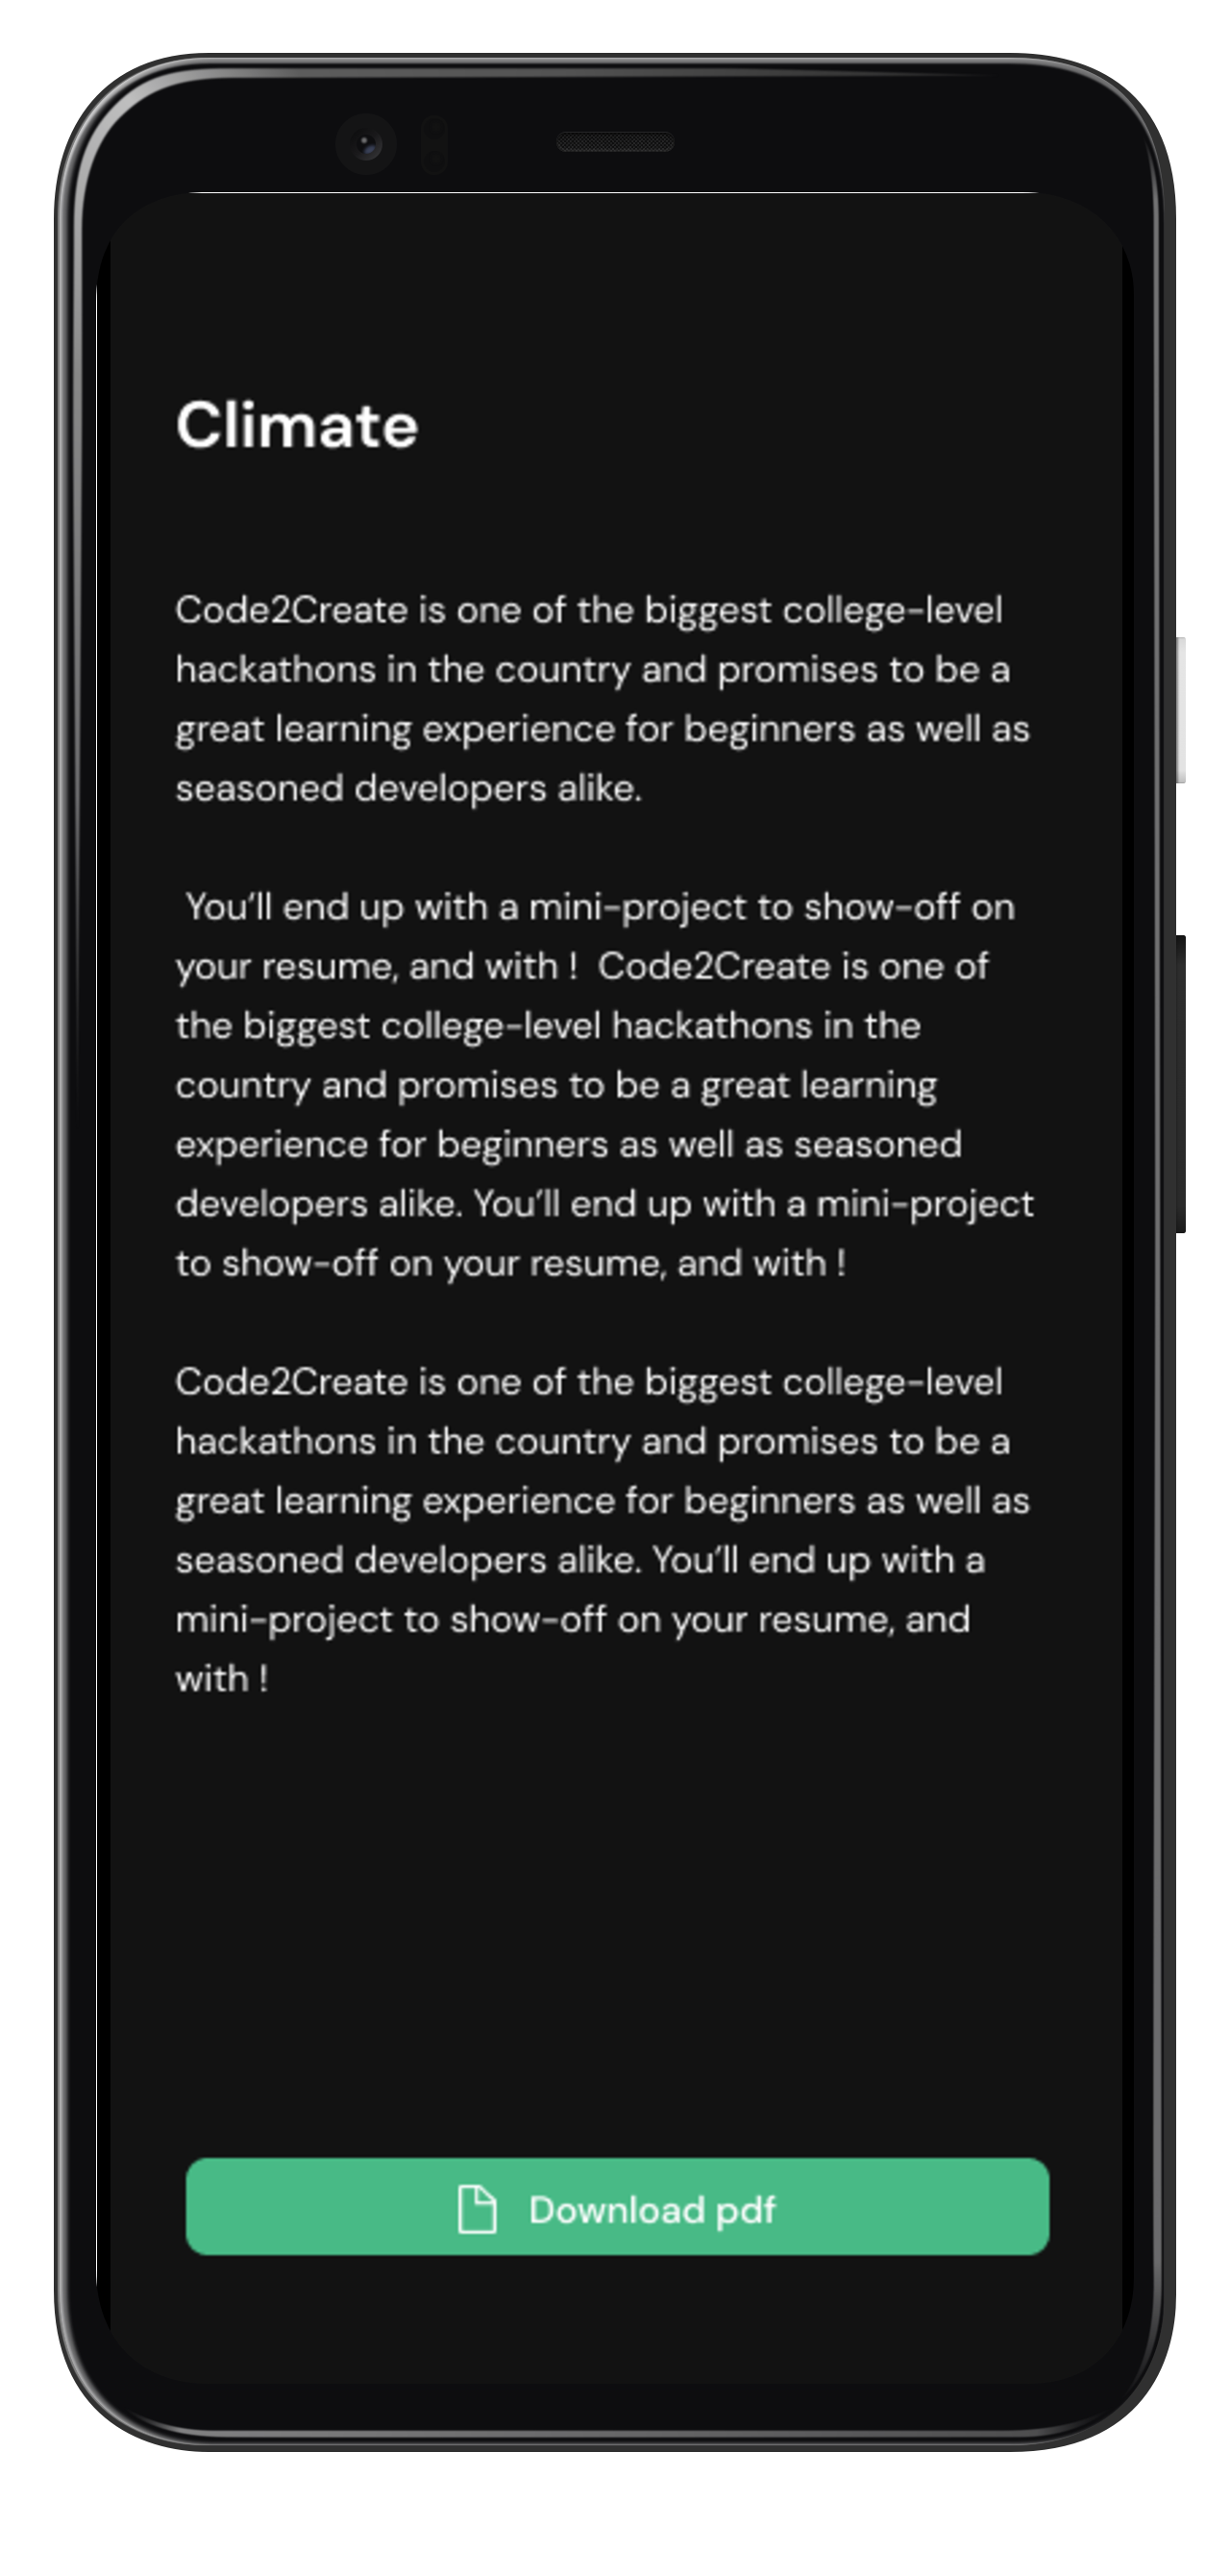 Climate
Code2Create is one of the biggest college-level
hackathons in the country and promises to be a
great learning experience for beginners as well as
seasoned developers alike.
You’ll end up with a mini-project to show-off on
your resume, and with !  Code2Create is one of
the biggest college-level hackathons in the
country and promises to be a great learning
experience for beginners as well as seasoned
developers alike. You’ll end up with a mini-project
to show-off on your resume, and with !
Code2Create is one of the biggest college-level
hackathons in the country and promises to be a
great learning experience for beginners as well as
seasoned developers alike. You’ll end up with a
mini-project to show-off on your resume, and
with !
Download pdf